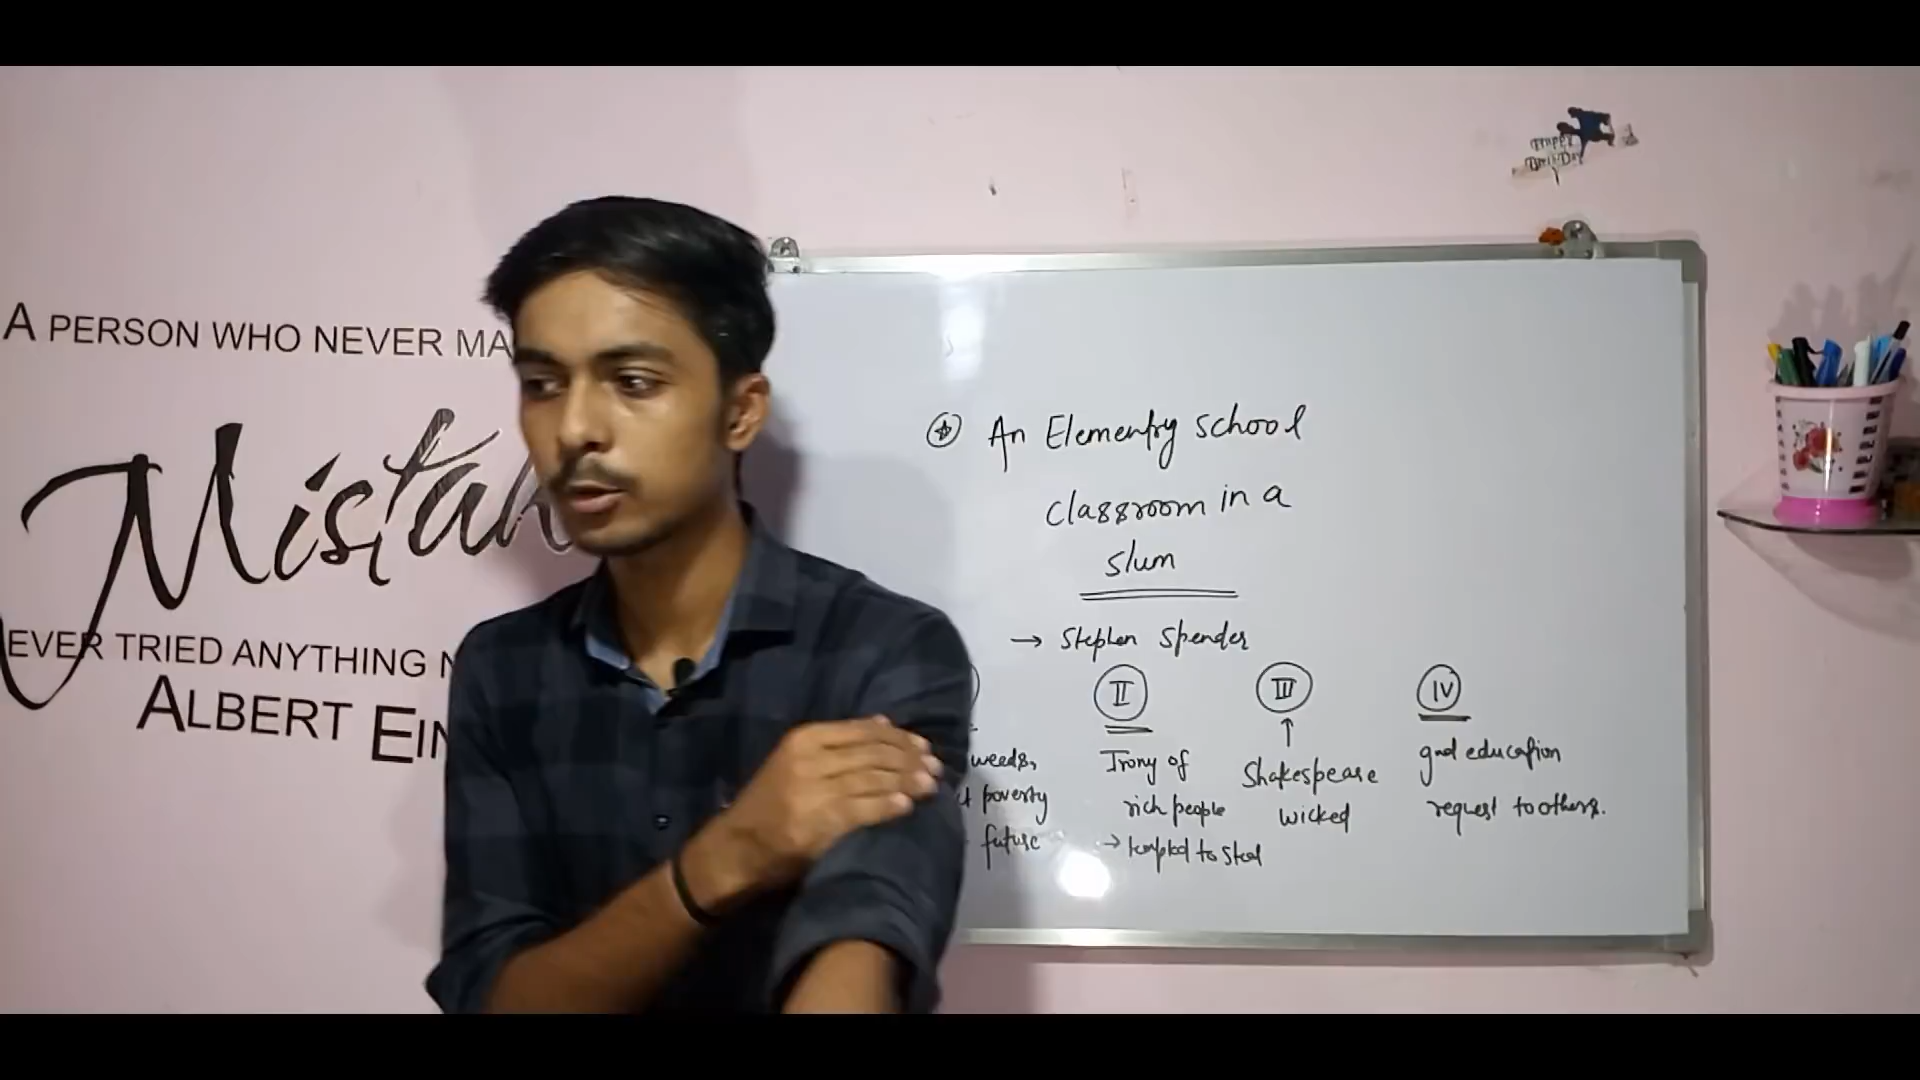 A PERSON WHO NEVER MA
Mistak
EVER TRIED ANYTHING N
ALBERT EIN
Happy
BirthDay
An Elementry school
classroom in a
slum
→ Stephen Spender
II
III
IV
weeds,
poverty
future
Irony of
rich people
→ tempted to steal
↑
Shakespeare
wicked
good education
request to others.